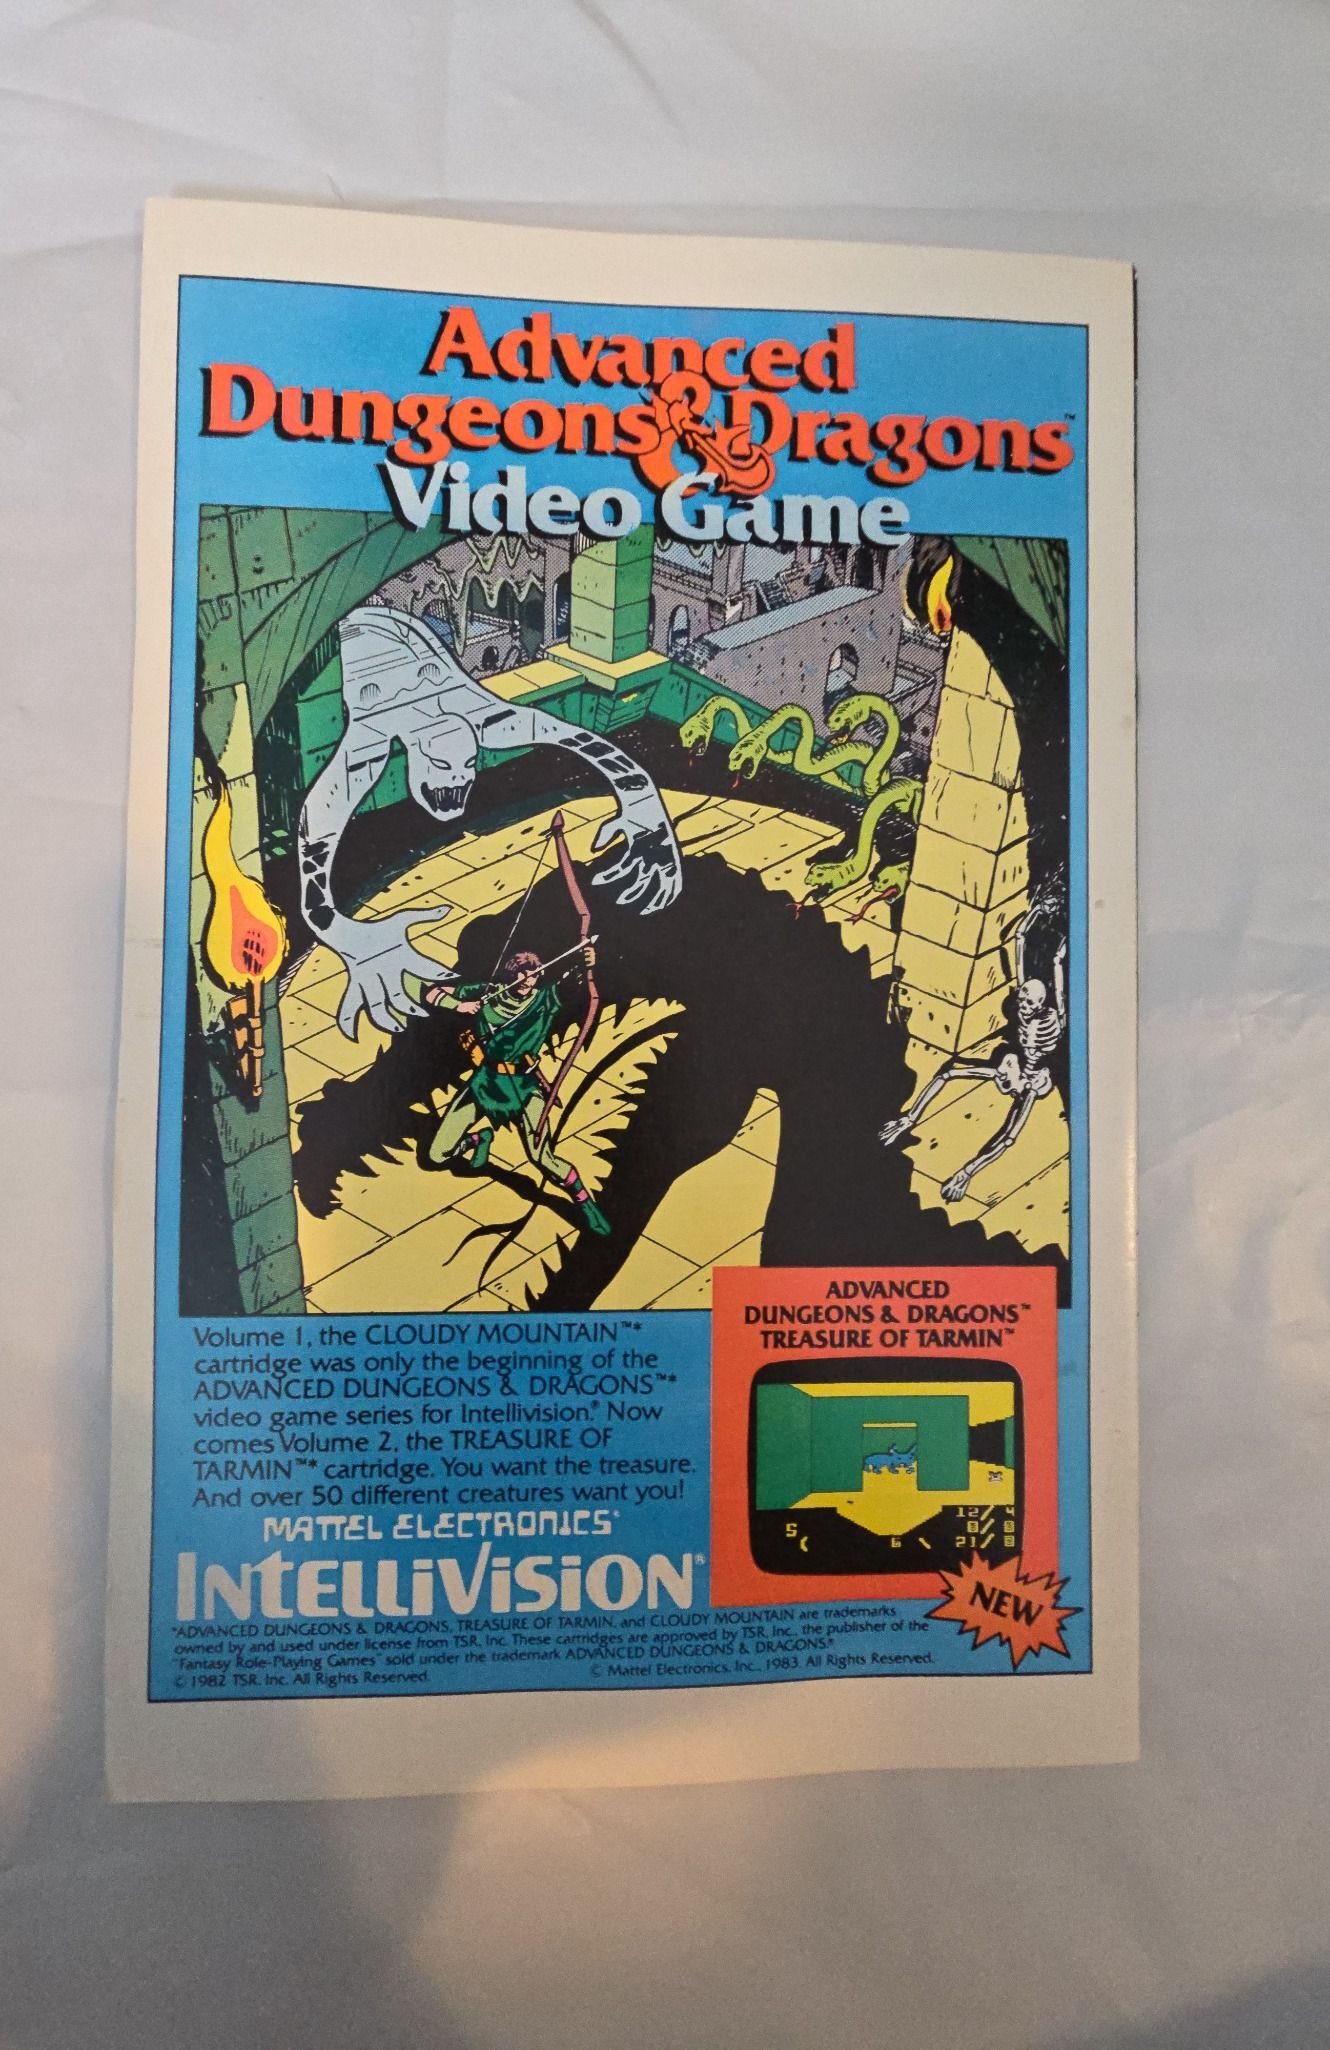 Advanced
Dungeons & Dragons™
Video Game
Volume 1, the CLOUDY MOUNTAIN™*
cartridge was only the beginning of the
ADVANCED DUNGEONS & DRAGONS™*
video game series for Intellivision.® Now
comes Volume 2, the TREASURE OF
TARMIN™* cartridge. You want the treasure.
And over 50 different creatures want you!
MATTEL ELECTRONICS®
INTELLIVISION®
ADVANCED
DUNGEONS & DRAGONS™
TREASURE OF TARMIN™
12/ 4
5 6
21/
NEW
*ADVANCED DUNGEONS & DRAGONS, TREASURE OF TARMIN, and CLOUDY MOUNTAIN are trademarks
owned by and used under license from TSR, Inc. These cartridges are approved by TSR, Inc., the publisher of the
"Fantasy Role-Playing Games" sold under the trademark ADVANCED DUNGEONS & DRAGONS.®
© 1982 TSR, Inc. All Rights Reserved. © Mattel Electronics, Inc., 1983. All Rights Reserved.